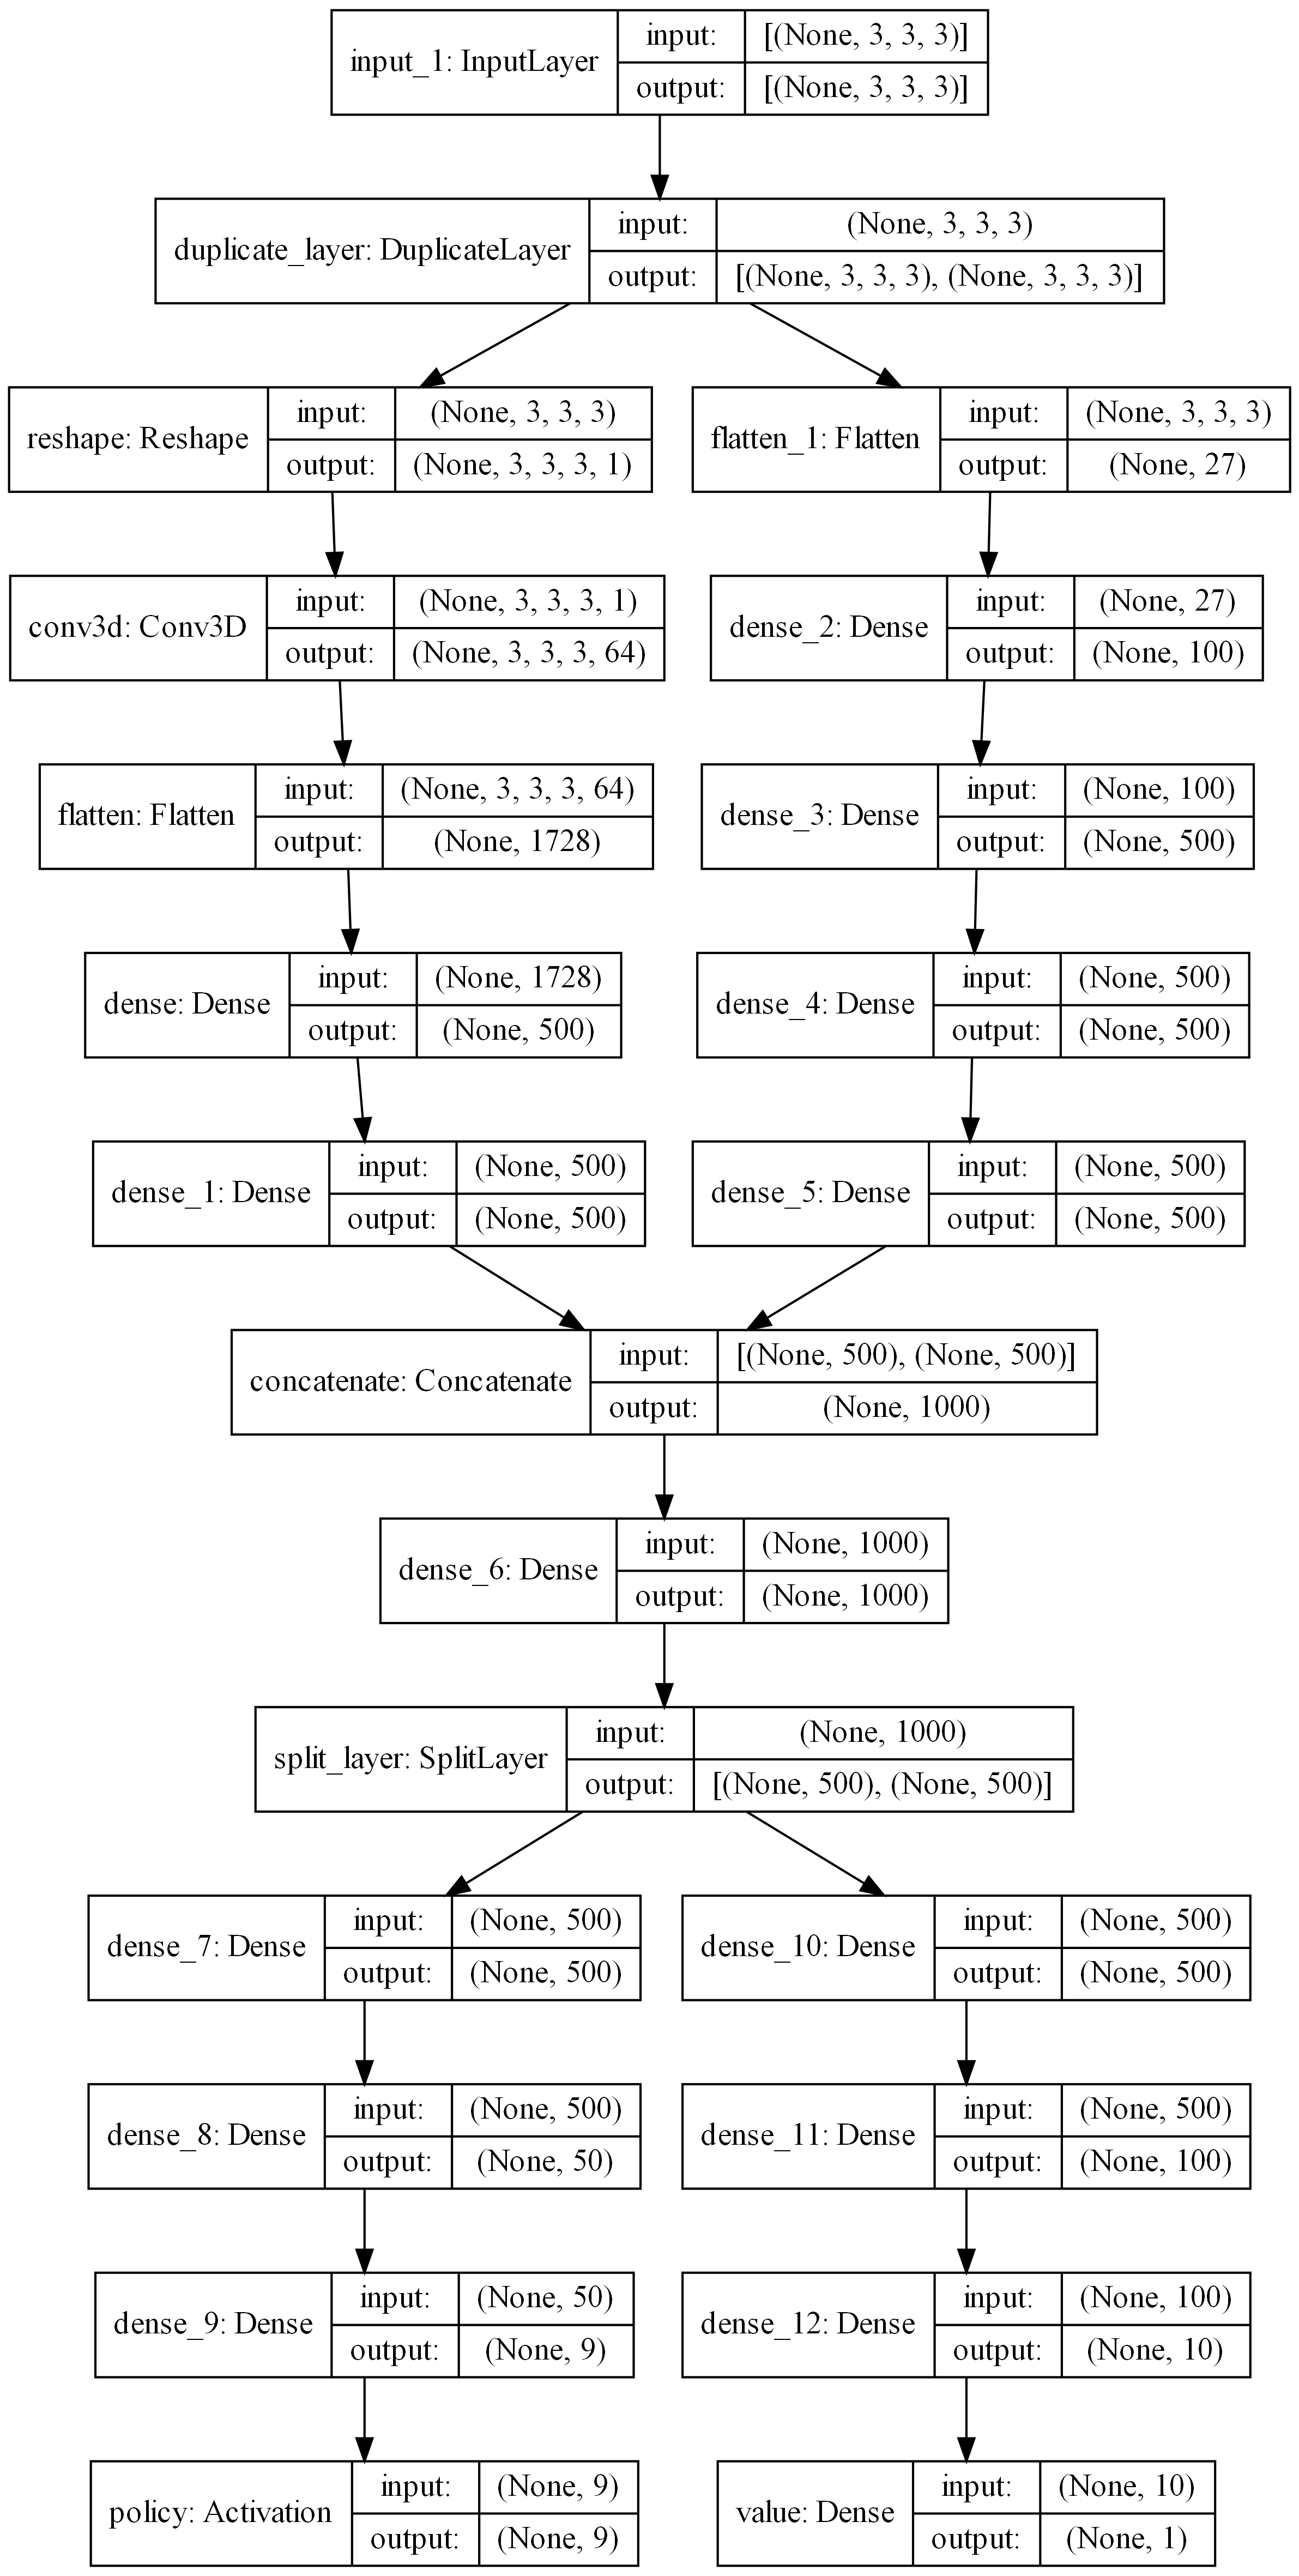 input_1: InputLayer
input:
[(None, 3, 3, 3)]
output:
[(None, 3, 3, 3)]
duplicate_layer: DuplicateLayer
input:
(None, 3, 3, 3)
output:
[(None, 3, 3, 3), (None, 3, 3, 3)]
reshape: Reshape
input:
(None, 3, 3, 3)
output:
(None, 3, 3, 3, 1)
flatten_1: Flatten
input:
(None, 3, 3, 3)
output:
(None, 27)
conv3d: Conv3D
input:
(None, 3, 3, 3, 1)
output:
(None, 3, 3, 3, 64)
dense_2: Dense
input:
(None, 27)
output:
(None, 100)
flatten: Flatten
input:
(None, 3, 3, 3, 64)
output:
(None, 1728)
dense_3: Dense
input:
(None, 100)
output:
(None, 500)
dense: Dense
input:
(None, 1728)
output:
(None, 500)
dense_4: Dense
input:
(None, 500)
output:
(None, 500)
dense_1: Dense
input:
(None, 500)
output:
(None, 500)
dense_5: Dense
input:
(None, 500)
output:
(None, 500)
concatenate: Concatenate
input:
[(None, 500), (None, 500)]
output:
(None, 1000)
dense_6: Dense
input:
(None, 1000)
output:
(None, 1000)
split_layer: SplitLayer
input:
(None, 1000)
output:
[(None, 500), (None, 500)]
dense_7: Dense
input:
(None, 500)
output:
(None, 500)
dense_10: Dense
input:
(None, 500)
output:
(None, 500)
dense_8: Dense
input:
(None, 500)
output:
(None, 50)
dense_11: Dense
input:
(None, 500)
output:
(None, 100)
dense_9: Dense
input:
(None, 50)
output:
(None, 9)
dense_12: Dense
input:
(None, 100)
output:
(None, 10)
policy: Activation
input:
(None, 9)
output:
(None, 9)
value: Dense
input:
(None, 10)
output:
(None, 1)